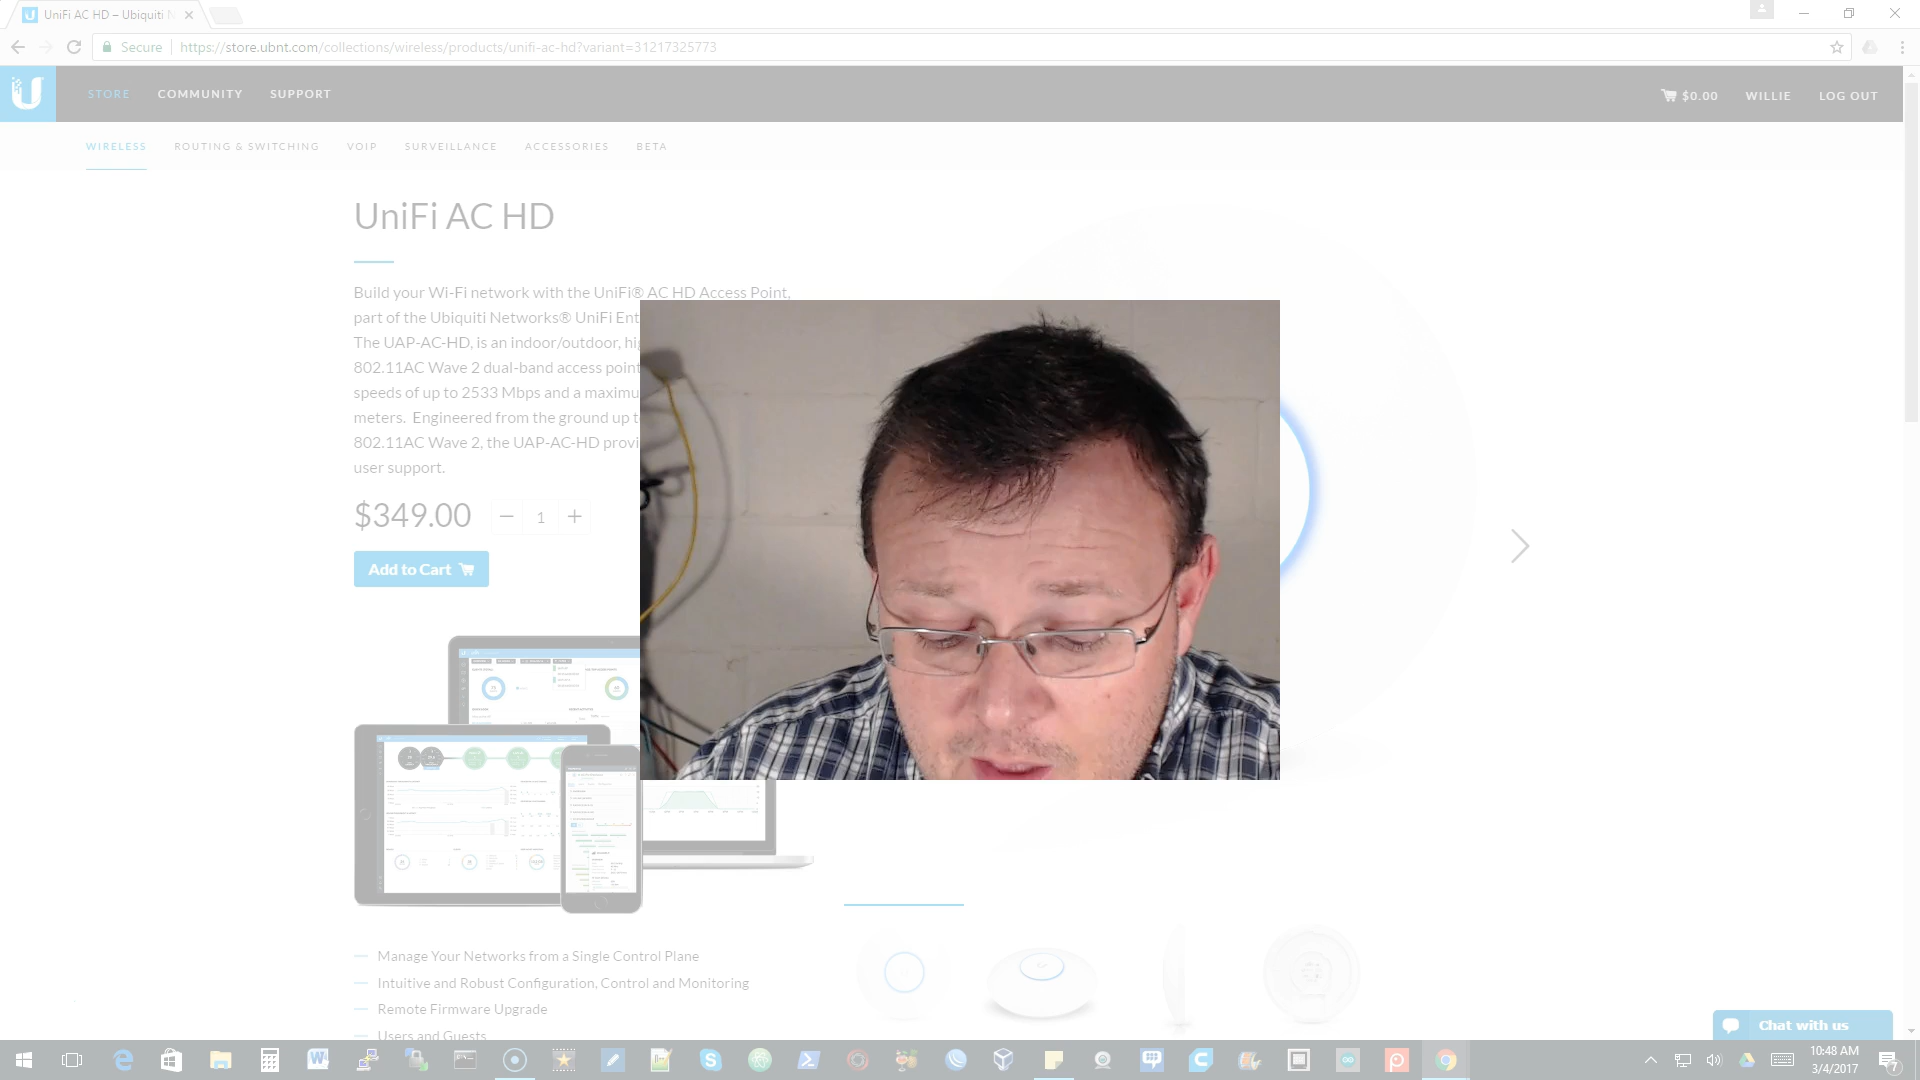 UniFi AC HD – Ubiquiti N
Secure
https://store.ubnt.com/collections/wireless/products/unifi-ac-hd?variant=31217325773
STORE COMMUNITY SUPPORT
$0.00 WILLIE LOG OUT
WIRELESS ROUTING & SWITCHING VOIP SURVEILLANCE ACCESSORIES BETA
UniFi AC HD
Build your Wi-Fi network with the UniFi® AC HD Access Point,
part of the Ubiquiti Networks® UniFi Ent
The UAP-AC-HD, is an indoor/outdoor, hi
802.11AC Wave 2 dual-band access point
speeds of up to 2533 Mbps and a maximu
meters. Engineered from the ground up t
802.11AC Wave 2, the UAP-AC-HD provi
user support.
$349.00 − 1 +
Add to Cart
Manage Your Networks from a Single Control Plane
Intuitive and Robust Configuration, Control and Monitoring
Remote Firmware Upgrade
Users and Guests
Chat with us
10:48 AM
3/4/2017
7